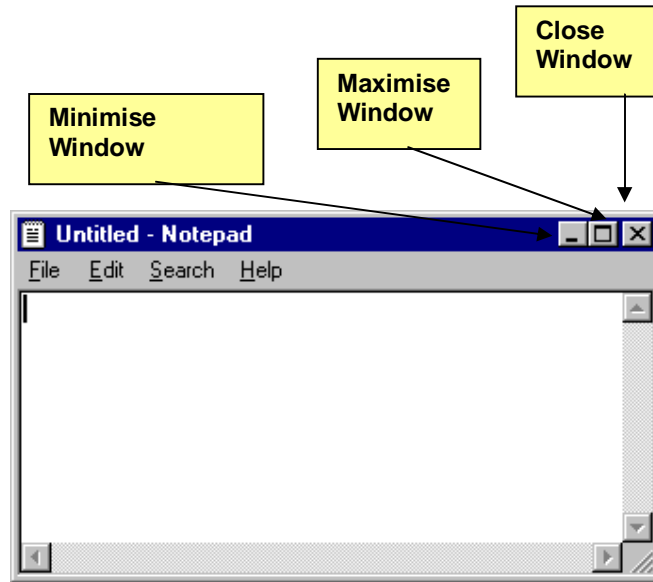 Close
Window
Maximise
Window
Minimise
Window
Untitled - Notepad
File Edit Search Help